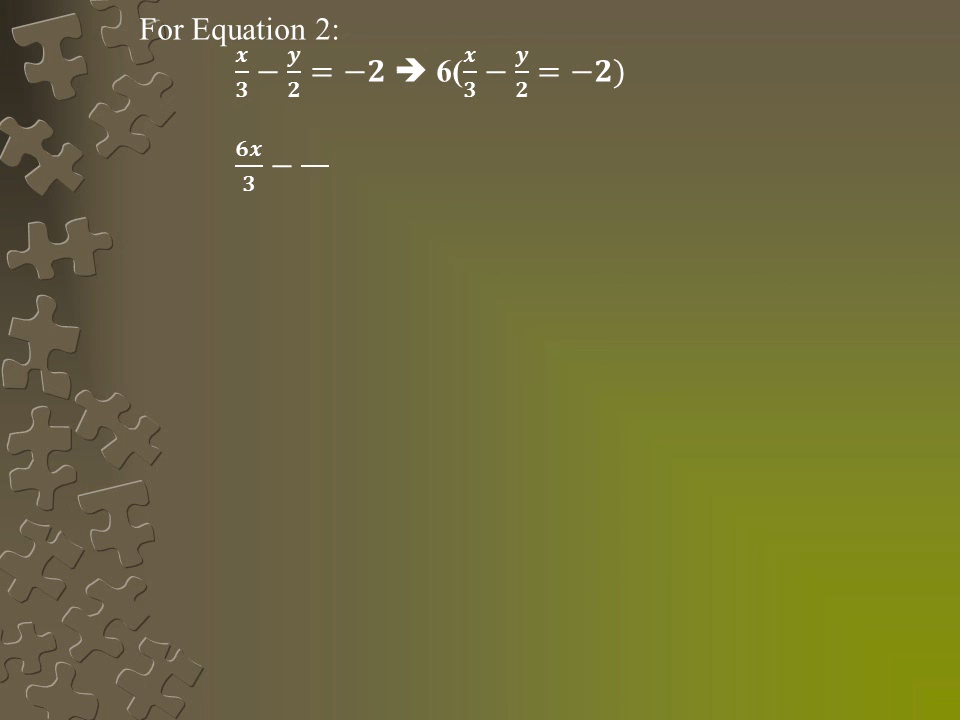 For Equation 2:
x/3 − y/2 = −2 ➔ 6(x/3 − y/2 = −2)
6x/3 − —